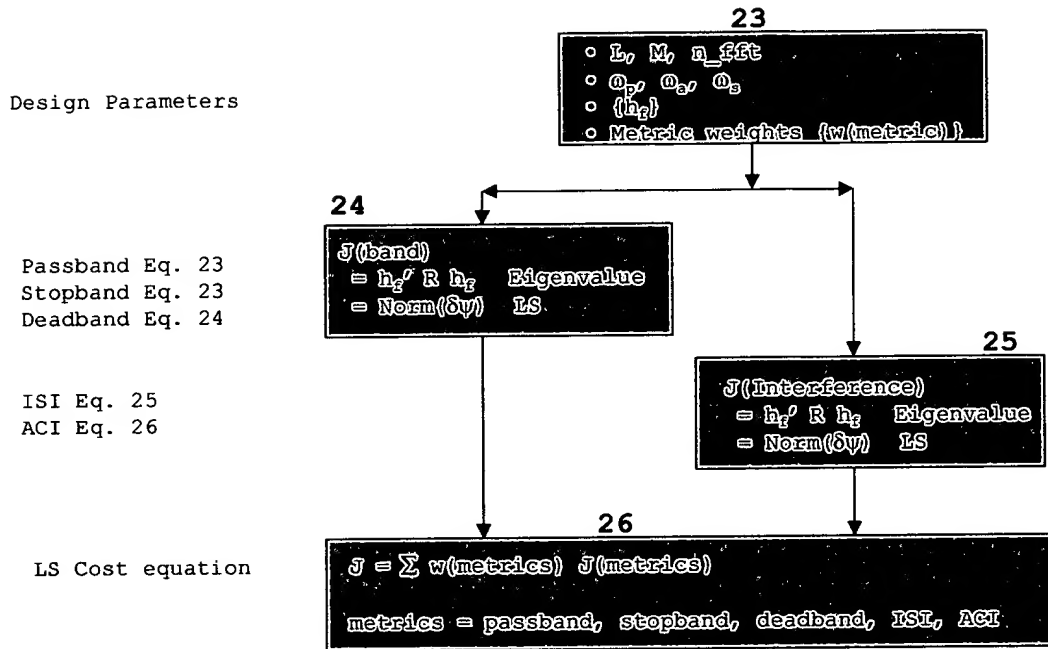 23
○ L, M, n_fft
○ ωp, ωa, ωs
○ {hf}
○ Metric weights {w(metric)}
Design Parameters
24
J(band)
= hf′ R hf Eigenvalue
= Norm(δψ) LS
Passband Eq. 23
Stopband Eq. 23
Deadband Eq. 24
25
J(Interference)
= hf′ R hf Eigenvalue
= Norm(δψ) LS
ISI Eq. 25
ACI Eq. 26
26
LS Cost equation
J = Σ w(metrics) J(metrics)
metrics = passband, stopband, deadband, ISI, ACI